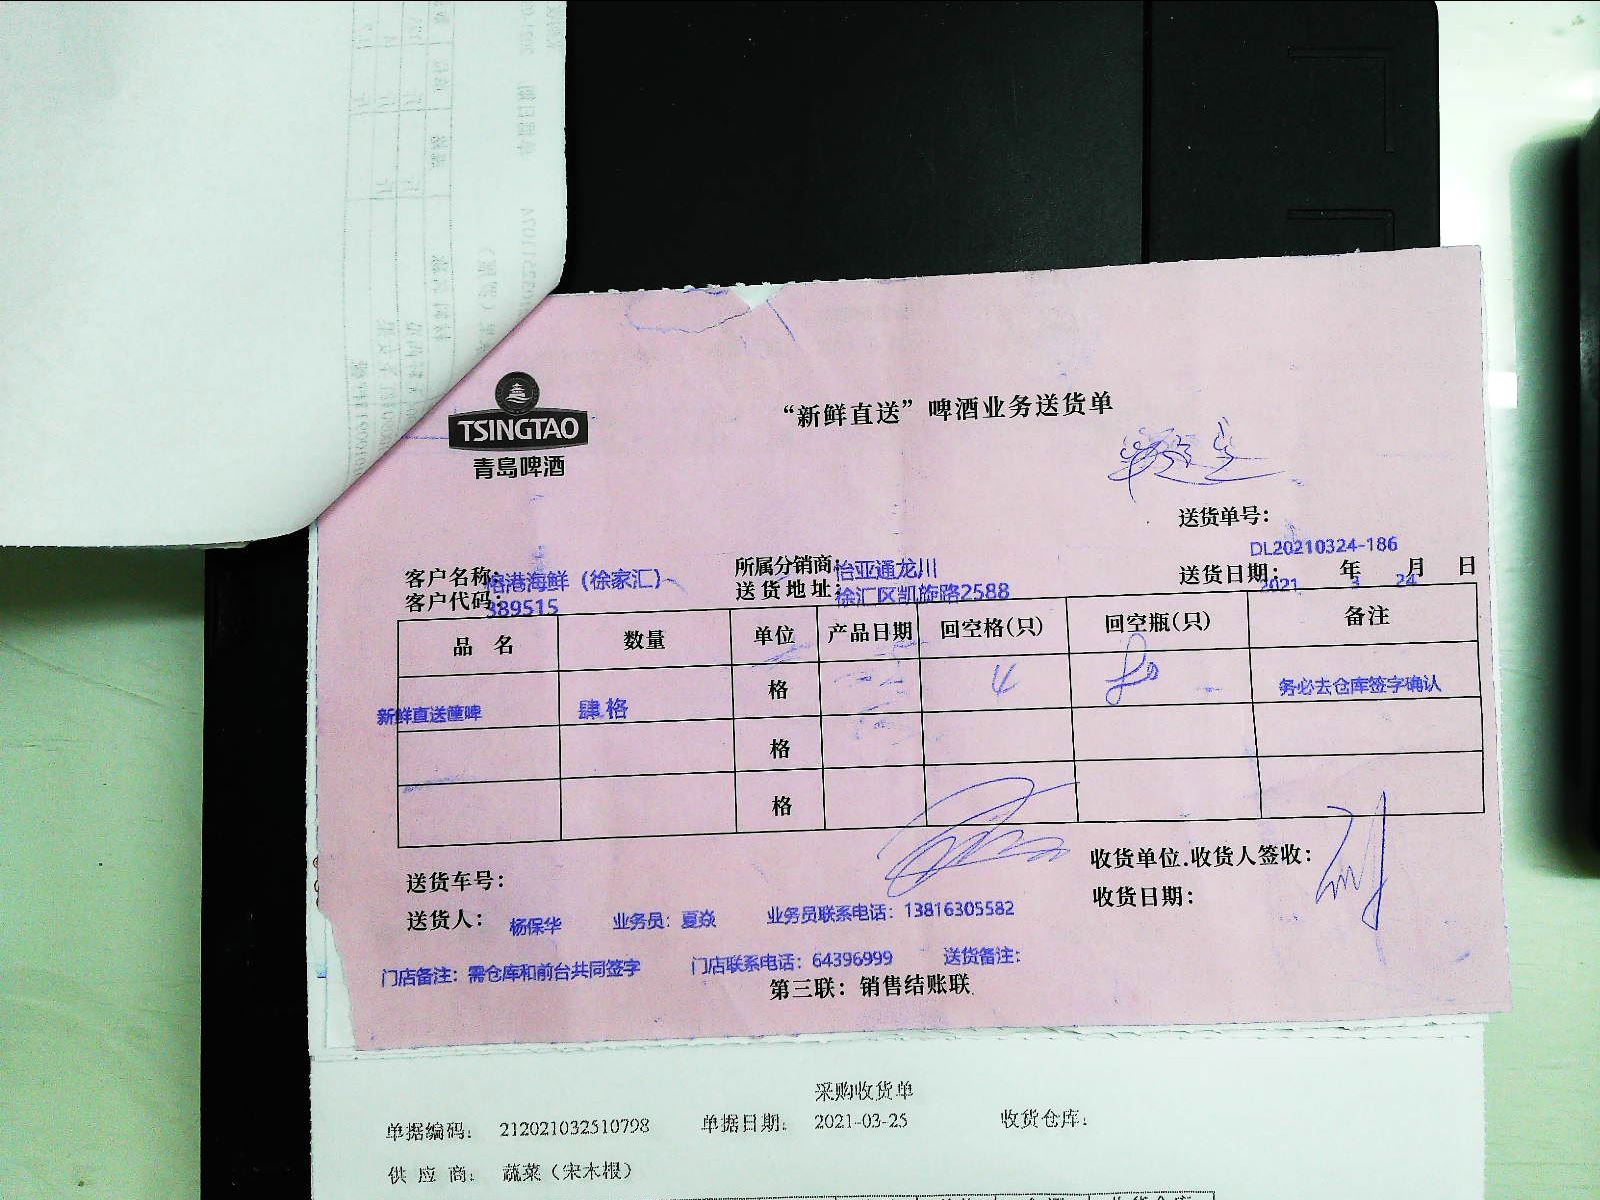 TSINGTAO
青岛啤酒
“新鲜直送”啤酒业务送货单
送货单号：
DL20210324-186
客户名称：港海鲜（徐家汇） 所属分销商：怡亚通龙川 送货日期：2021年3月24日
客户代码：389515 送货地址：徐汇区凯旋路2588
品名 数量 单位 产品日期 回空格(只) 回空瓶(只) 备注
新鲜直送箽啤 肆格 格 4 务必去仓库签字确认
格
格
送货车号： 收货单位.收货人签收：
收货日期：
送货人：杨保华 业务员：夏焱 业务员联系电话：13816305582
门店备注：需仓库和前台共同签字 门店联系电话：64396999 送货备注：
第三联：销售结账联
采购收货单
单据编码： 212021032510798 单据日期： 2021-03-25 收货仓库：
供应商： 蔬菜（宋木根）